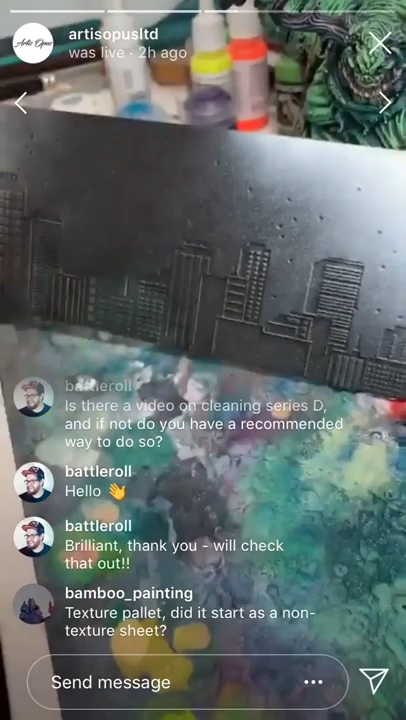 Artis Opus
artisopusltd
was live · 2h ago
battleroll
Is there a video on cleaning series D,
and if not do you have a recommended
way to do so?
battleroll
Hello 👋
battleroll
Brilliant, thank you - will check
that out!!
bamboo_painting
Texture pallet, did it start as a non-
texture sheet?
Send message